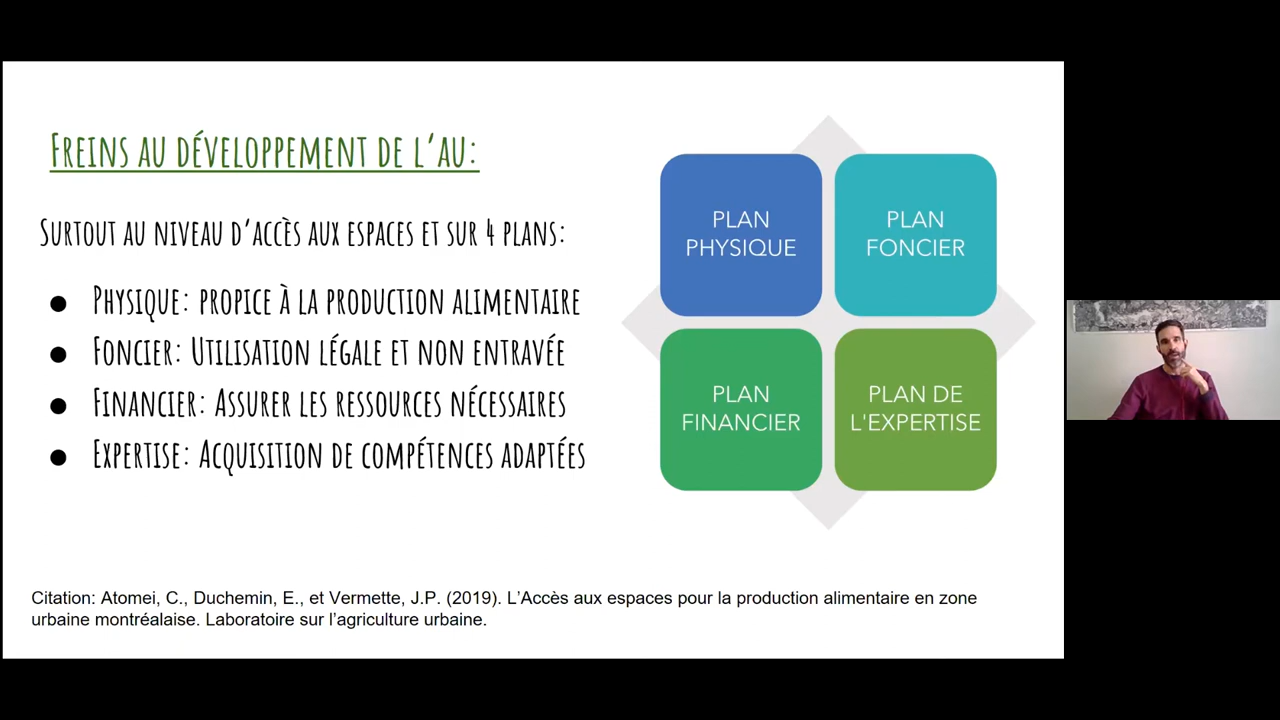 Freins au développement de l'AU:
Surtout au niveau d'accès aux espaces et sur 4 plans:
● Physique: propice à la production alimentaire
● Foncier: Utilisation légale et non entravée
● Financier: Assurer les ressources nécessaires
● Expertise: Acquisition de compétences adaptées
PLAN
PHYSIQUE
PLAN
FONCIER
PLAN
FINANCIER
PLAN DE
L'EXPERTISE
Citation: Atomei, C., Duchemin, E., et Vermette, J.P. (2019). L'Accès aux espaces pour la production alimentaire en zone
urbaine montréalaise. Laboratoire sur l'agriculture urbaine.